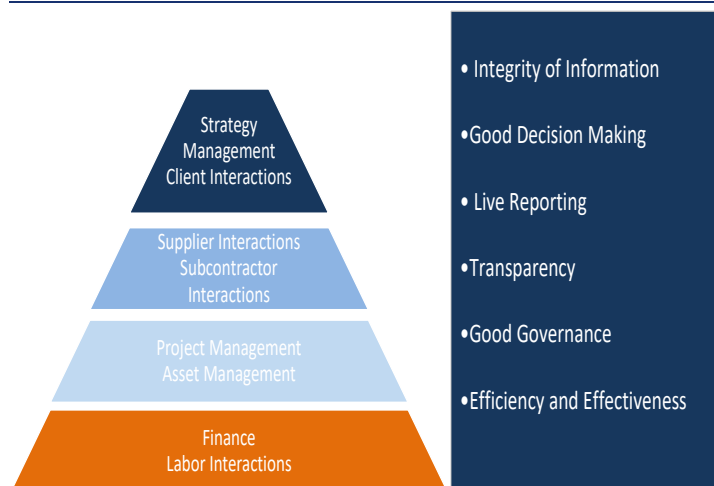 Strategy
Management
Client Interactions
Supplier Interactions
Subcontractor
Interactions
Project Management
Asset Management
Finance
Labor Interactions
• Integrity of Information
•Good Decision Making
• Live Reporting
•Transparency
•Good Governance
•Efficiency and Effectiveness